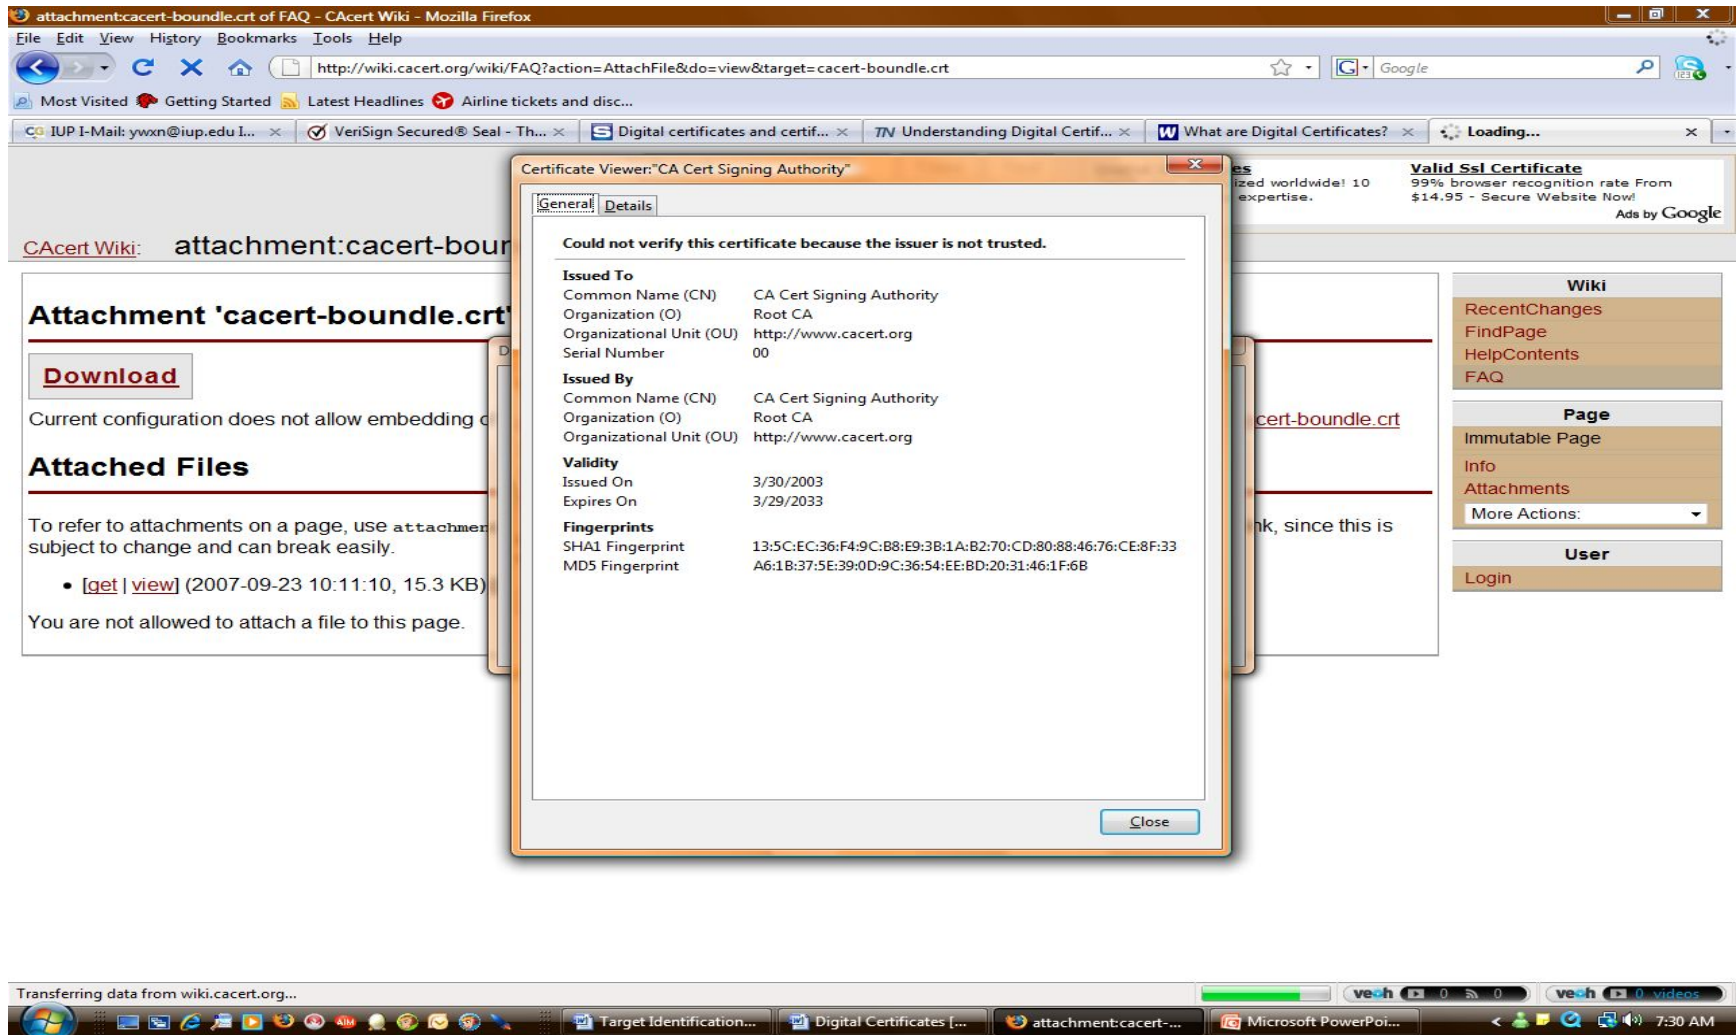 attachment:cacert-boundle.crt of FAQ - CAcert Wiki - Mozilla Firefox
File Edit View History Bookmarks Tools Help
http://wiki.cacert.org/wiki/FAQ?action=AttachFile&do=view&target=cacert-boundle.crt
G Google
Most Visited Getting Started Latest Headlines Airline tickets and disc...
IUP I-Mail: ywxn@iup.edu I... VeriSign Secured® Seal - Th... Digital certificates and certif... TN Understanding Digital Certif... W What are Digital Certificates? Loading...
Certificate Viewer:"CA Cert Signing Authority"
General Details
Could not verify this certificate because the issuer is not trusted.
Issued To
Common Name (CN) CA Cert Signing Authority
Organization (O) Root CA
Organizational Unit (OU) http://www.cacert.org
Serial Number 00
Issued By
Common Name (CN) CA Cert Signing Authority
Organization (O) Root CA
Organizational Unit (OU) http://www.cacert.org
Validity
Issued On 3/30/2003
Expires On 3/29/2033
Fingerprints
SHA1 Fingerprint 13:5C:EC:36:F4:9C:B8:E9:3B:1A:B2:70:CD:80:88:46:76:CE:8F:33
MD5 Fingerprint A6:1B:37:5E:39:0D:9C:36:54:EE:BD:20:31:46:1F:6B
Close
es
ized worldwide! 10
expertise.
Valid Ssl Certificate
99% browser recognition rate From
$14.95 - Secure Website Now!
Ads by Google
CAcert Wiki: attachment:cacert-boun
Attachment 'cacert-boundle.crt'
Download
Current configuration does not allow embedding o
cert-boundle.crt
Attached Files
To refer to attachments on a page, use attachmen
nk, since this is
subject to change and can break easily.
• [get | view] (2007-09-23 10:11:10, 15.3 KB)
You are not allowed to attach a file to this page.
Wiki
RecentChanges
FindPage
HelpContents
FAQ
Page
Immutable Page
Info
Attachments
More Actions:
User
Login
Transferring data from wiki.cacert.org...
veoh 0 0 veoh 0 videos
Target Identification... Digital Certificates [... attachment:cacert-... Microsoft PowerPoi... 7:30 AM